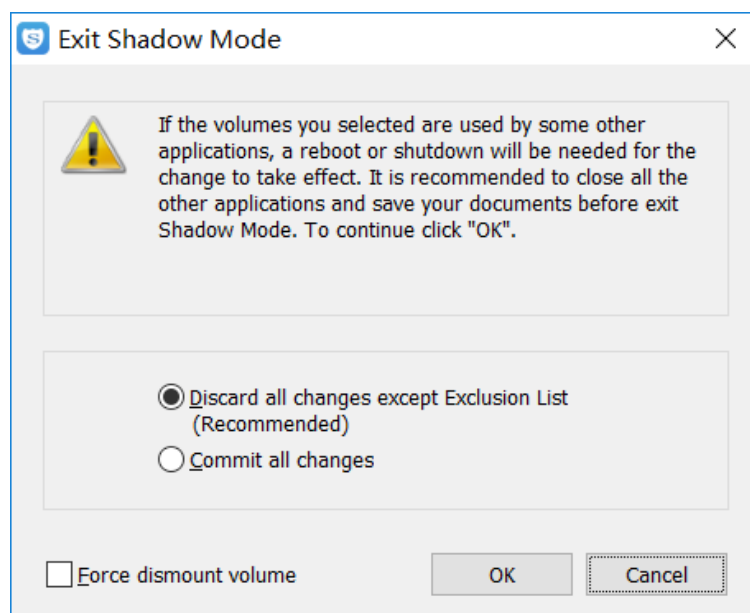 Exit Shadow Mode
If the volumes you selected are used by some other
applications, a reboot or shutdown will be needed for the
change to take effect. It is recommended to close all the
other applications and save your documents before exit
Shadow Mode. To continue click "OK".
Discard all changes except Exclusion List
(Recommended)
Commit all changes
Force dismount volume
OK
Cancel